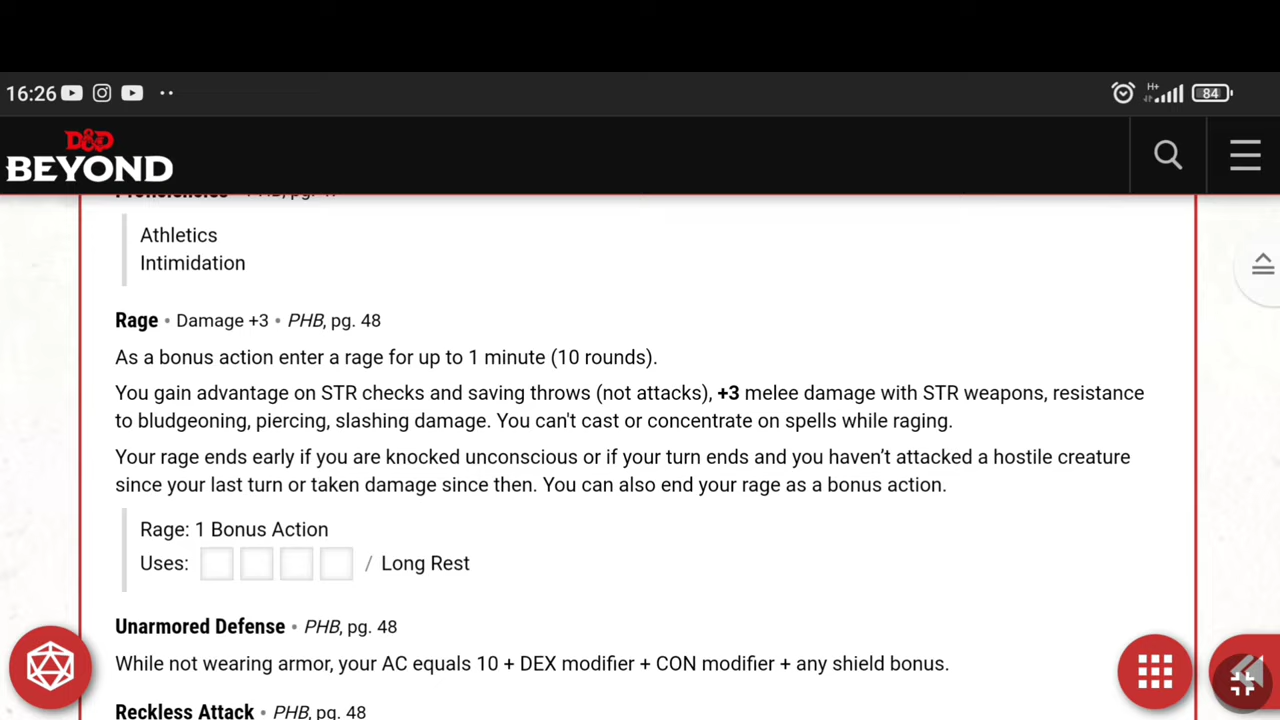 16:26
H+
84
D&D
BEYOND
Athletics
Intimidation
Rage • Damage +3 • PHB, pg. 48
As a bonus action enter a rage for up to 1 minute (10 rounds).
You gain advantage on STR checks and saving throws (not attacks), +3 melee damage with STR weapons, resistance
to bludgeoning, piercing, slashing damage. You can't cast or concentrate on spells while raging.
Your rage ends early if you are knocked unconscious or if your turn ends and you haven’t attacked a hostile creature
since your last turn or taken damage since then. You can also end your rage as a bonus action.
Rage: 1 Bonus Action
Uses: / Long Rest
Unarmored Defense • PHB, pg. 48
While not wearing armor, your AC equals 10 + DEX modifier + CON modifier + any shield bonus.
Reckless Attack • PHB, pg. 48